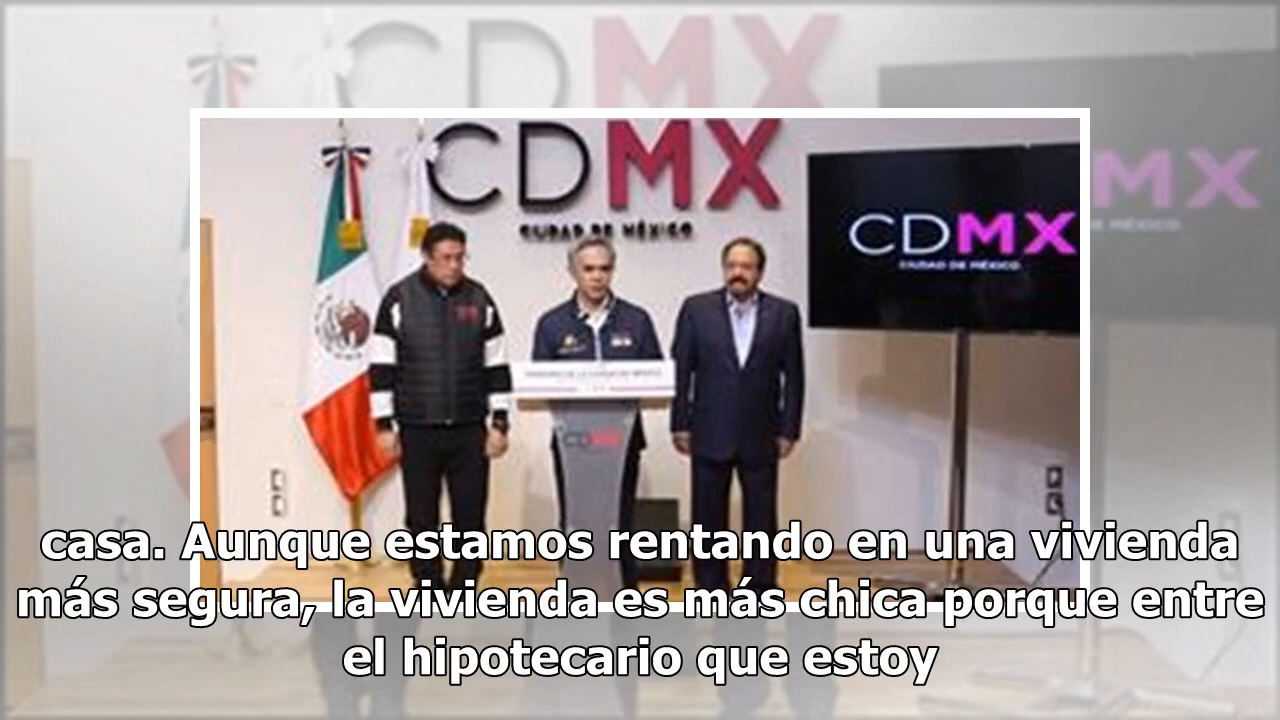 CDMX
CIUDAD DE MÉXICO
CDMX
CIUDAD DE MÉXICO
CDMX
casa. Aunque estamos rentando en una vivienda
más segura, la vivienda es más chica porque entre
el hipotecario que estoy